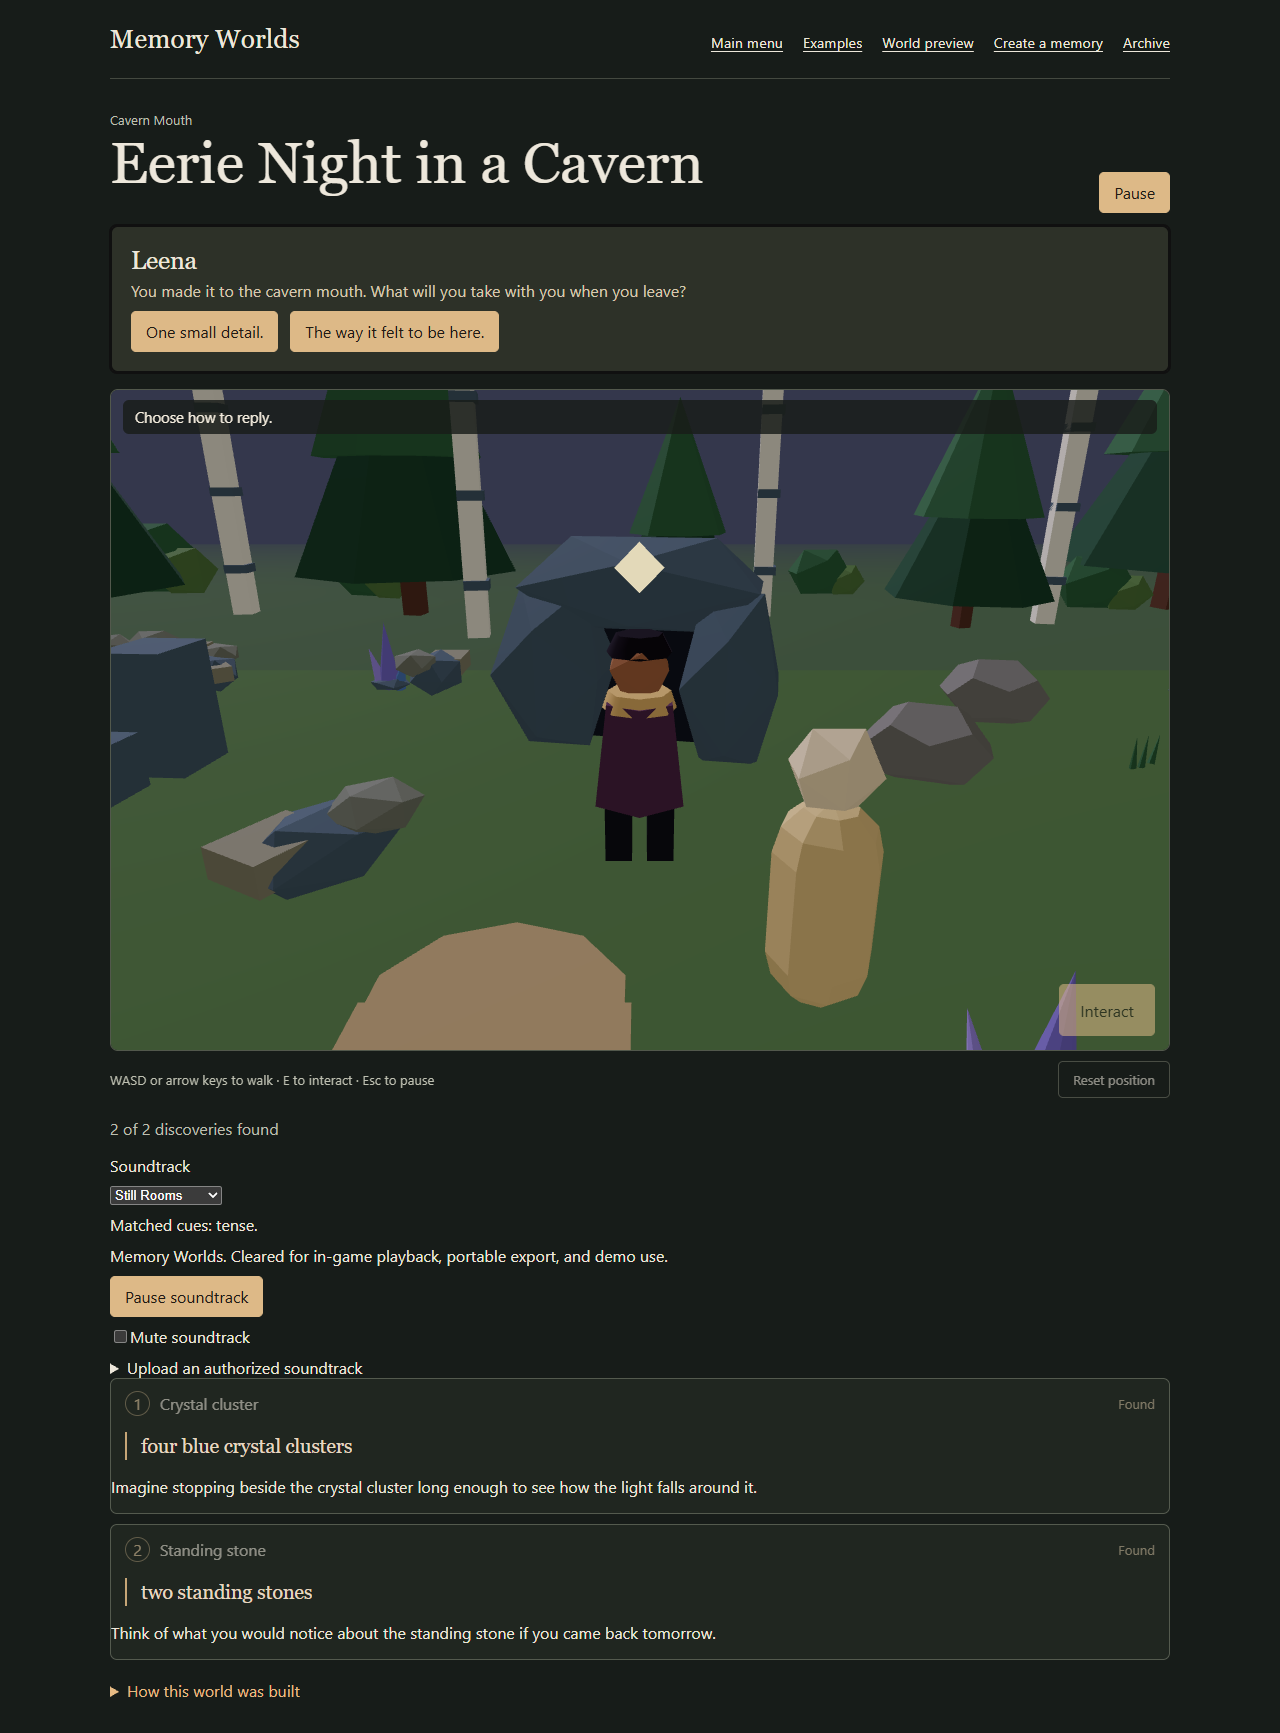 Memory Worlds
Main menu Examples World preview Create a memory Archive
Cavern Mouth
Eerie Night in a Cavern
Pause
Leena
You made it to the cavern mouth. What will you take with you when you leave?
One small detail. The way it felt to be here.
Choose how to reply.
Interact
WASD or arrow keys to walk · E to interact · Esc to pause
Reset position
2 of 2 discoveries found
Soundtrack
Still Rooms
Matched cues: tense.
Memory Worlds. Cleared for in-game playback, portable export, and demo use.
Pause soundtrack
Mute soundtrack
Upload an authorized soundtrack
1 Crystal cluster Found
four blue crystal clusters
Imagine stopping beside the crystal cluster long enough to see how the light falls around it.
2 Standing stone Found
two standing stones
Think of what you would notice about the standing stone if you came back tomorrow.
How this world was built